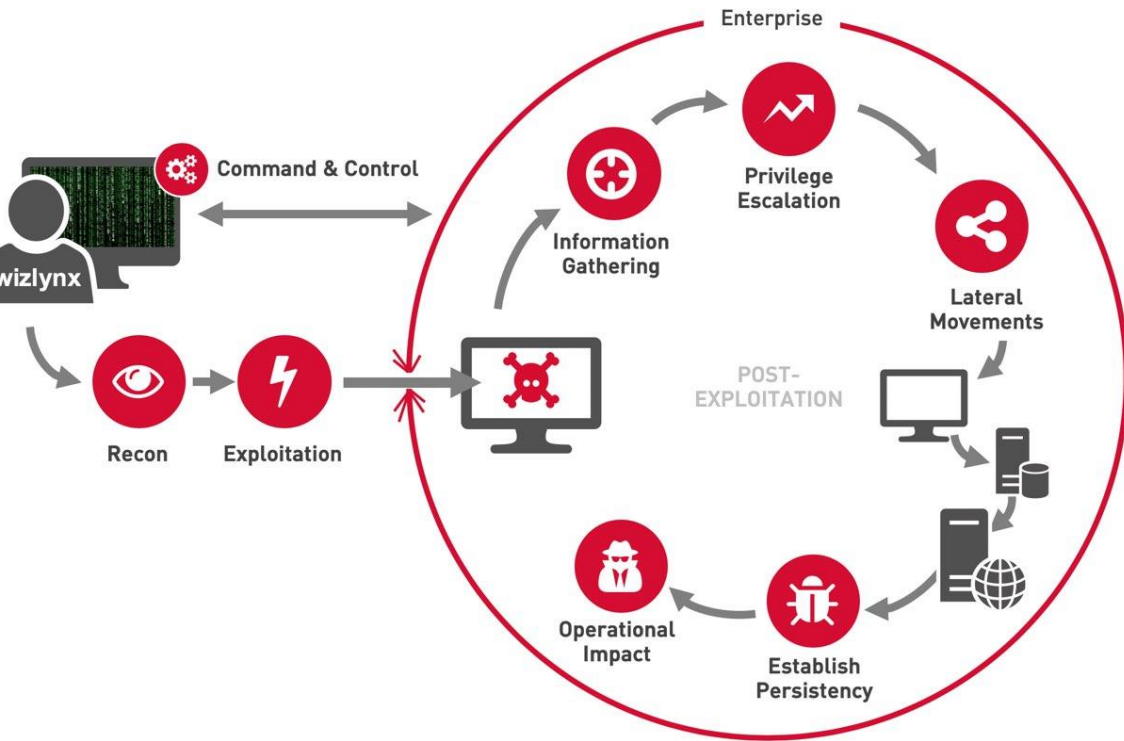 Enterprise
Command & Control
wizlynx
Recon
Exploitation
Information
Gathering
Privilege
Escalation
Lateral
Movements
POST-
EXPLOITATION
Establish
Persistency
Operational
Impact